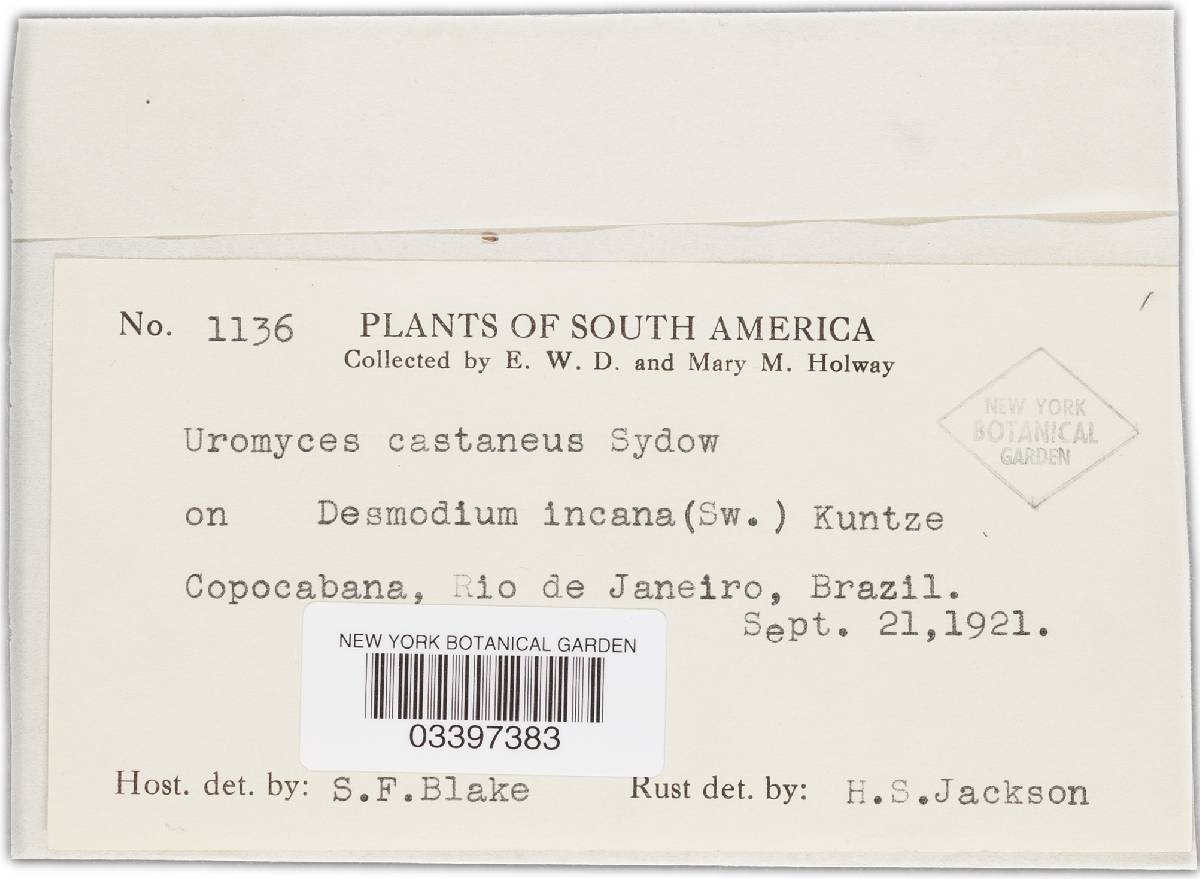 No. 1136 PLANTS OF SOUTH AMERICA
Collected by E. W. D. and Mary M. Holway
NEW YORK
BOTANICAL
GARDEN
Uromyces castaneus Sydow
on Desmodium incana(Sw.) Kuntze
Copocabana, Rio de Janeiro, Brazil.
Sept. 21,1921.
NEW YORK BOTANICAL GARDEN
03397383
Host. det. by: S.F.Blake Rust det. by: H.S.Jackson